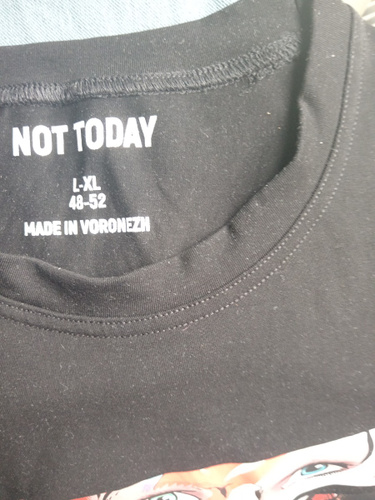 NOT TODAY
L-XL
48-52
MADE IN VORONEZH